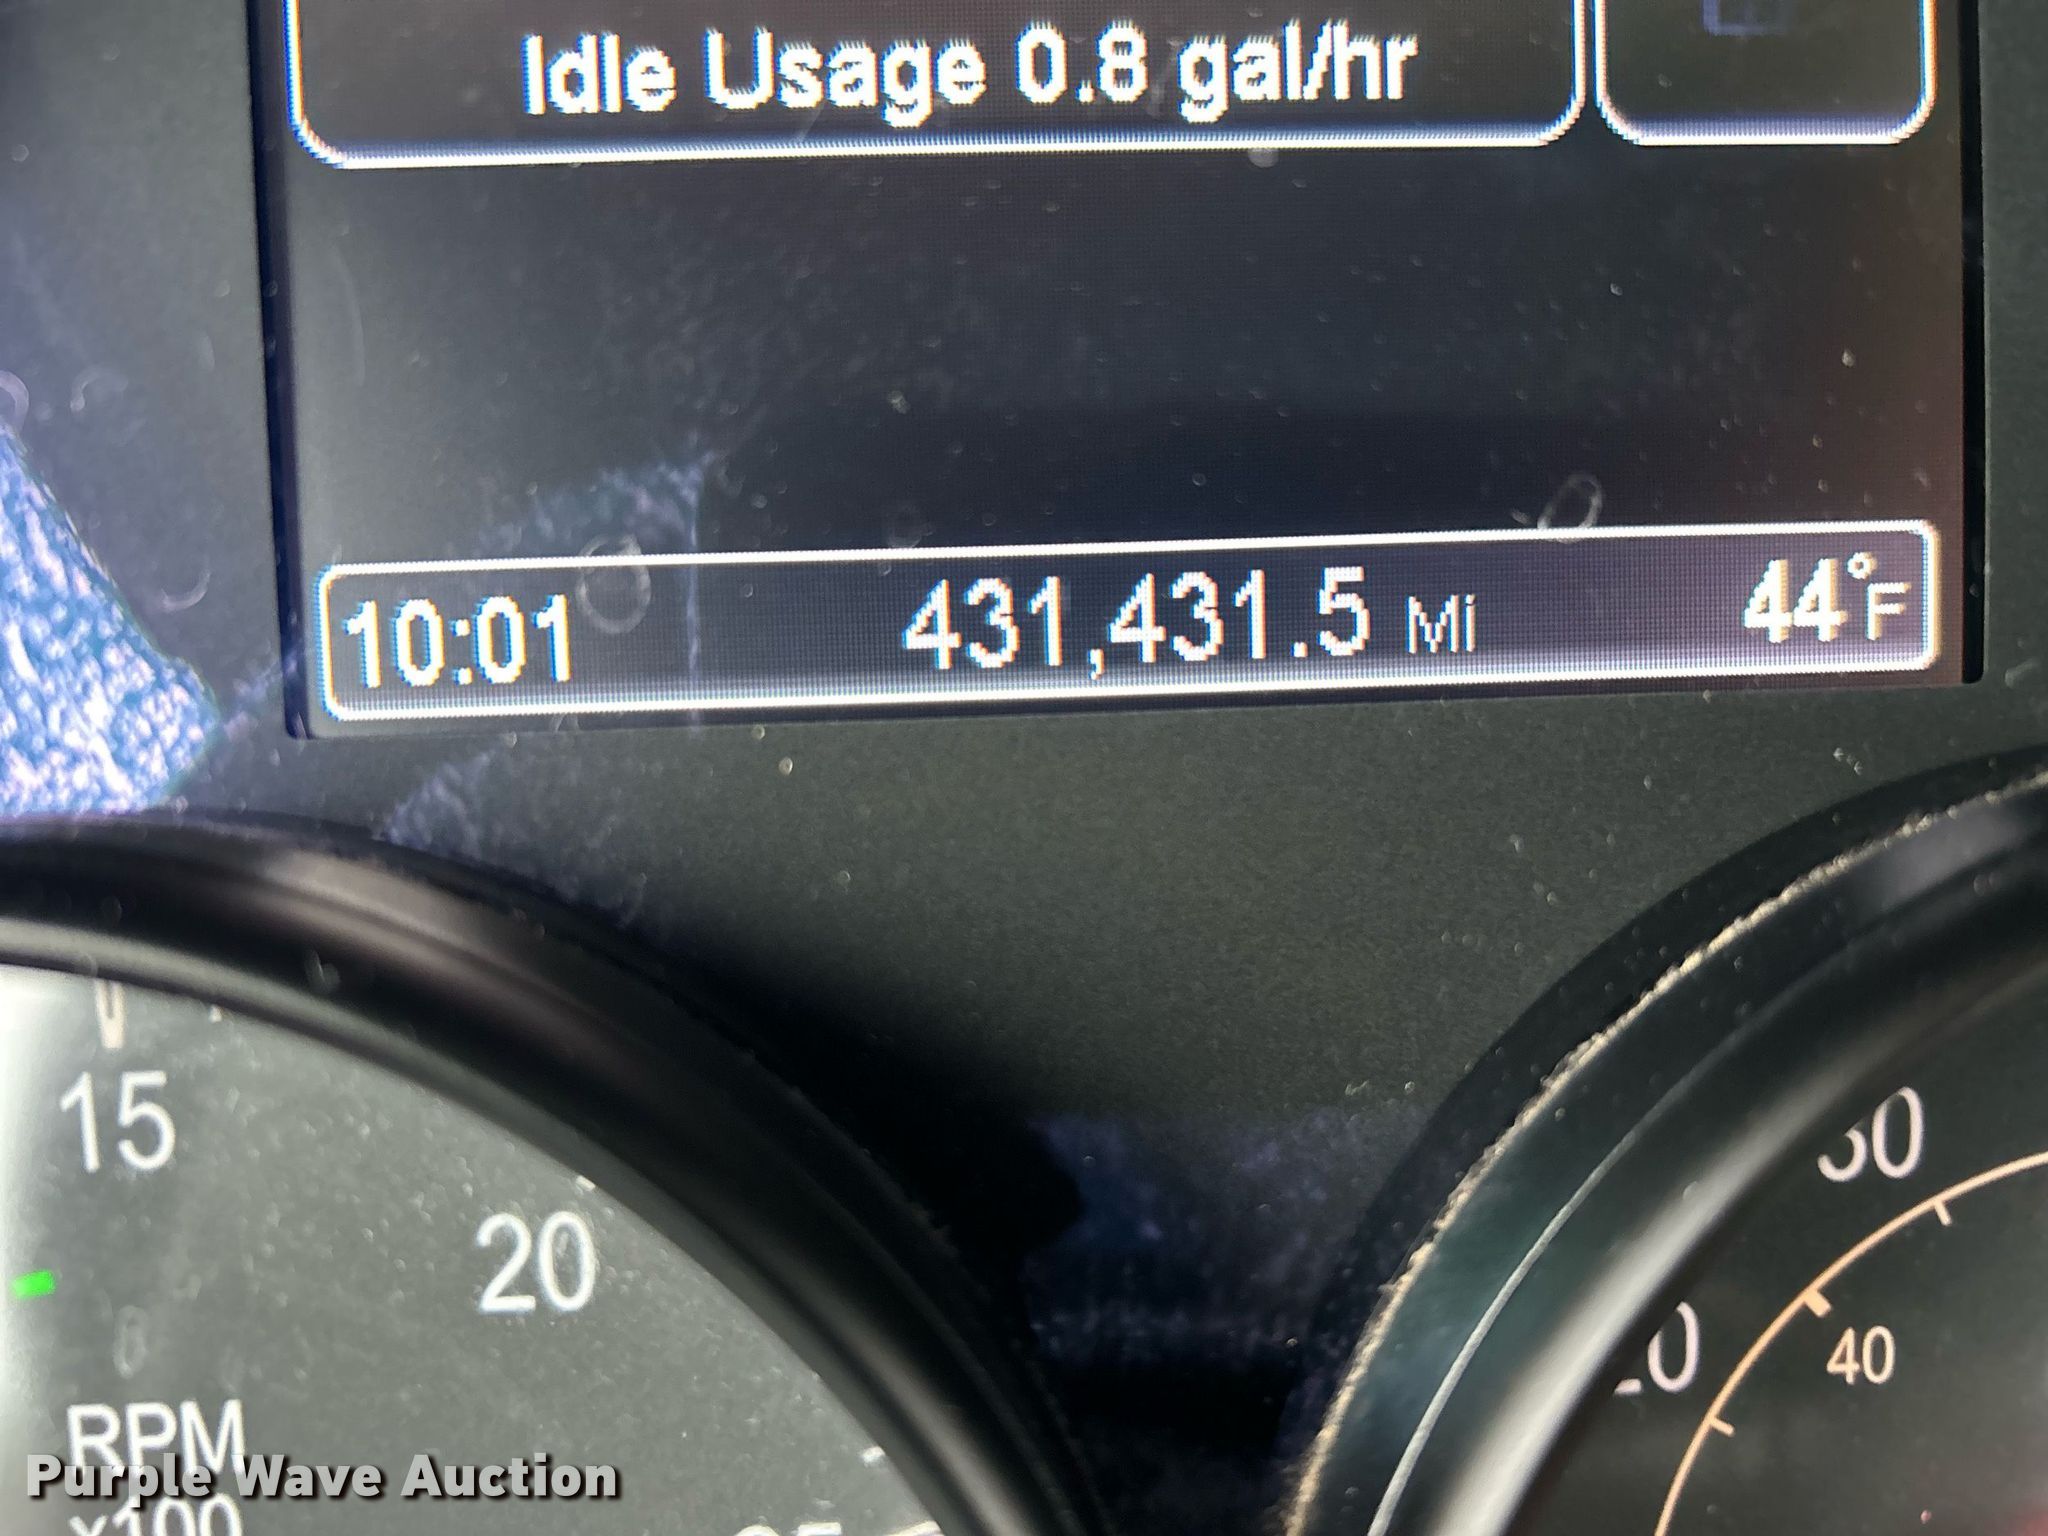 Idle Usage 0.8 gal/hr
10:01 431,431.5 Mi 44°F
15
20
RPM
x100
40
Purple Wave Auction